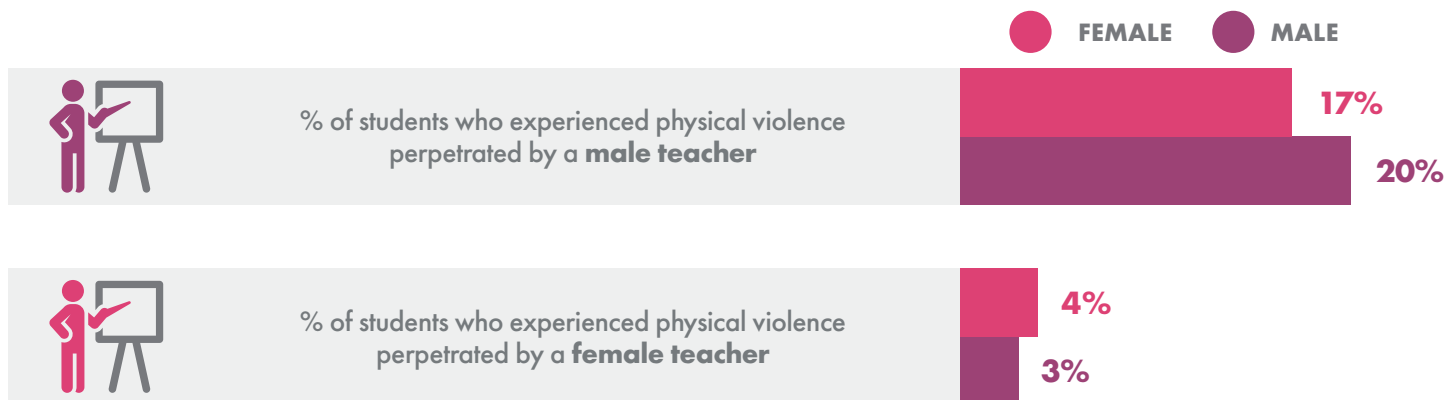 FEMALE MALE
% of students who experienced physical violence
perpetrated by a male teacher
17%
20%
% of students who experienced physical violence
perpetrated by a female teacher
4%
3%